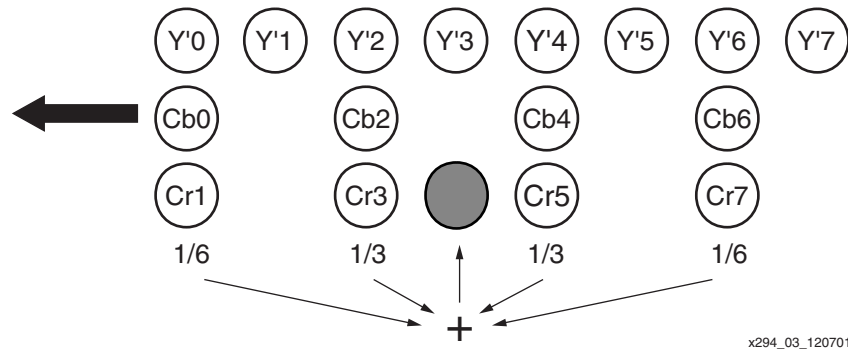 Y'0 Y'1 Y'2 Y'3 Y'4 Y'5 Y'6 Y'7
Cb0 Cb2 Cb4 Cb6
Cr1 Cr3 Cr5 Cr7
1/6 1/3 1/3 1/6
+
x294_03_120701